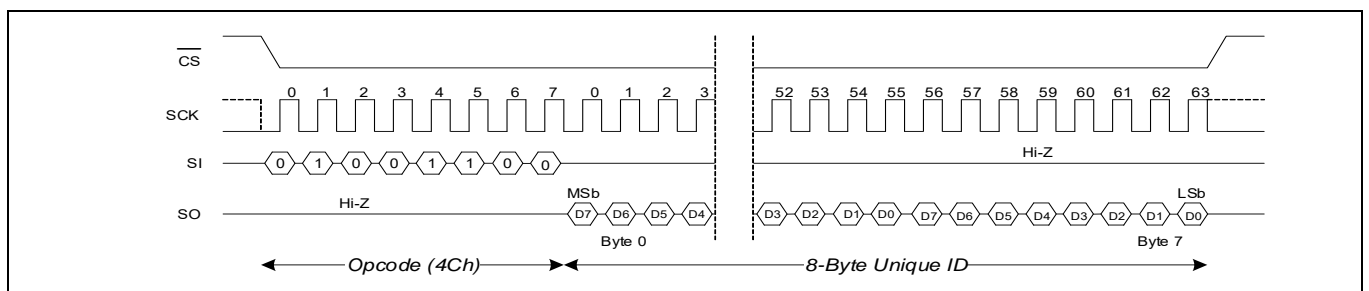 CS
0 1 2 3 4 5 6 7 0 1 2 3 52 53 54 55 56 57 58 59 60 61 62 63
SCK
Hi-Z
SI 0 1 0 0 1 1 0 0
MSb LSb
Hi-Z
SO D7 D6 D5 D4 D3 D2 D1 D0 D7 D6 D5 D4 D3 D2 D1 D0
Byte 0 Byte 7
Opcode (4Ch) 8-Byte Unique ID